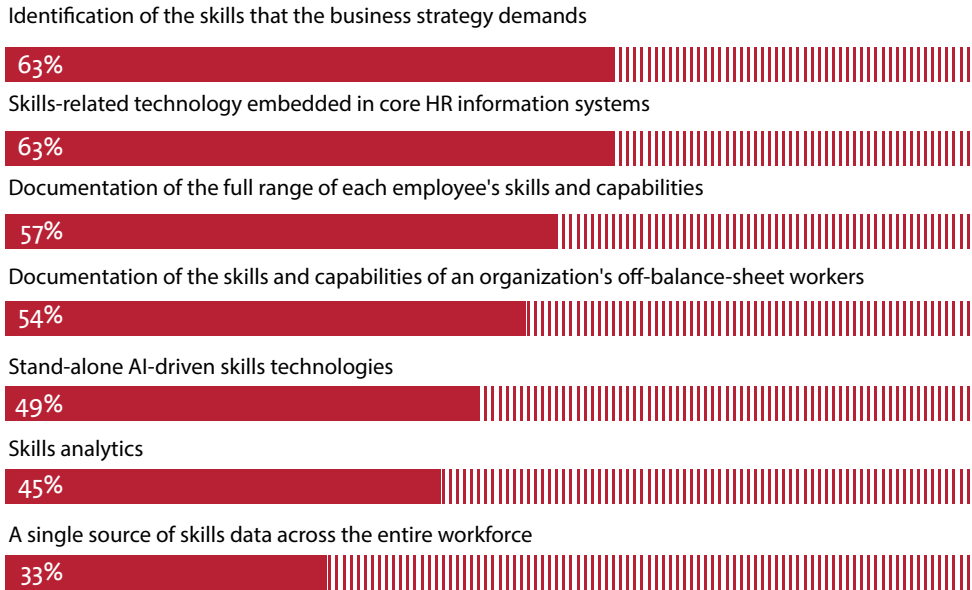 Identification of the skills that the business strategy demands
63%
Skills-related technology embedded in core HR information systems
63%
Documentation of the full range of each employee's skills and capabilities
57%
Documentation of the skills and capabilities of an organization's off-balance-sheet workers
54%
Stand-alone AI-driven skills technologies
49%
Skills analytics
45%
A single source of skills data across the entire workforce
33%